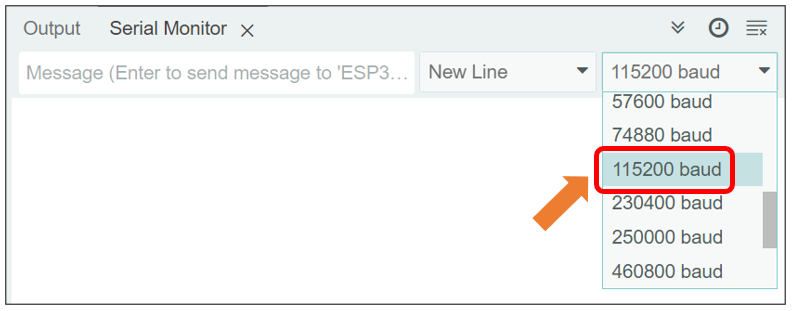 Output Serial Monitor
Message (Enter to send message to 'ESP3... New Line 115200 baud
57600 baud
74880 baud
115200 baud
230400 baud
250000 baud
460800 baud